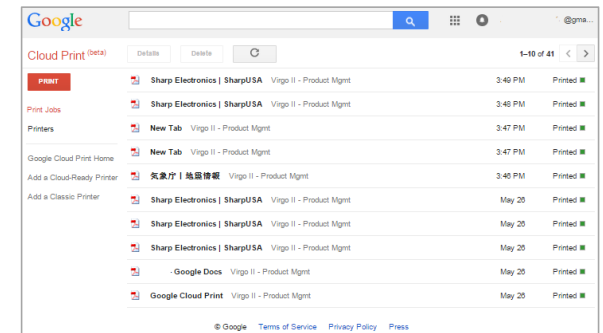 Google
@gma...
Cloud Print (beta)
Details Delete
1–10 of 41
PRINT
Print Jobs
Printers
Google Cloud Print Home
Add a Cloud-Ready Printer
Add a Classic Printer
Sharp Electronics | SharpUSA Virgo II - Product Mgmt 3:49 PM Printed
Sharp Electronics | SharpUSA Virgo II - Product Mgmt 3:48 PM Printed
New Tab Virgo II - Product Mgmt 3:47 PM Printed
New Tab Virgo II - Product Mgmt 3:47 PM Printed
気象庁 | 地震情報 Virgo II - Product Mgmt 3:46 PM Printed
Sharp Electronics | SharpUSA Virgo II - Product Mgmt May 26 Printed
Sharp Electronics | SharpUSA Virgo II - Product Mgmt May 26 Printed
Sharp Electronics | SharpUSA Virgo II - Product Mgmt May 26 Printed
- Google Docs Virgo II - Product Mgmt May 26 Printed
Google Cloud Print Virgo II - Product Mgmt May 26 Printed
© Google Terms of Service Privacy Policy Press